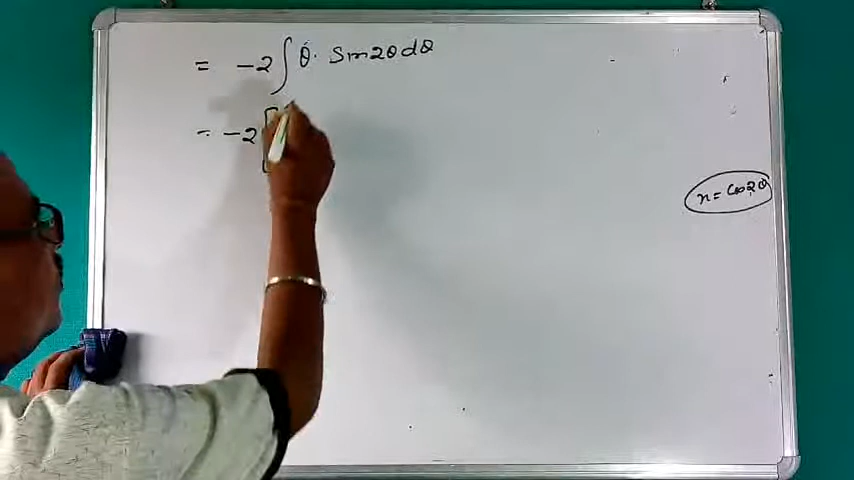 = -2 ∫ θ · Sin2θ dθ
= -2 [
x = Cos2θ